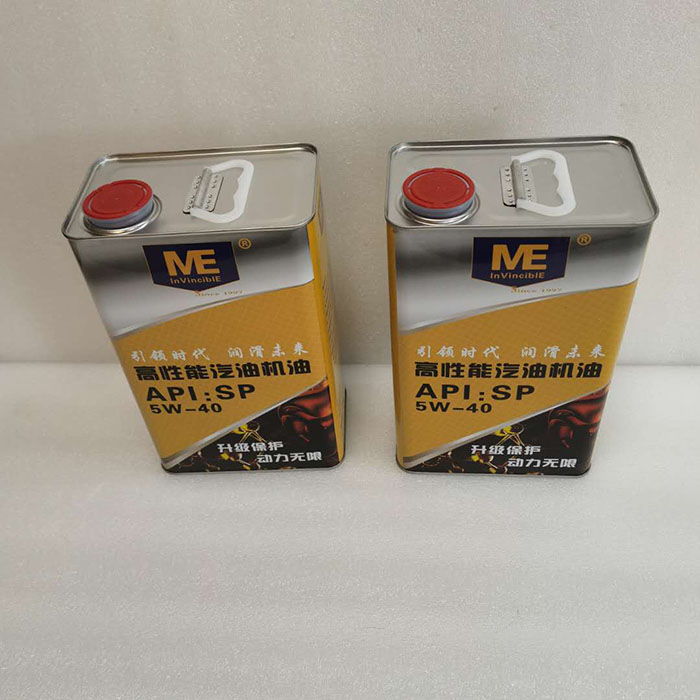 ME ®
InVinciblE
Since 1997
引领时代 润滑未来
高性能汽油机油
API:SP
5W-40
升级保护
动力无限
ME ®
InVinciblE
Since 1997
引领时代 润滑未来
高性能汽油机油
API:SP
5W-40
升级保护
动力无限